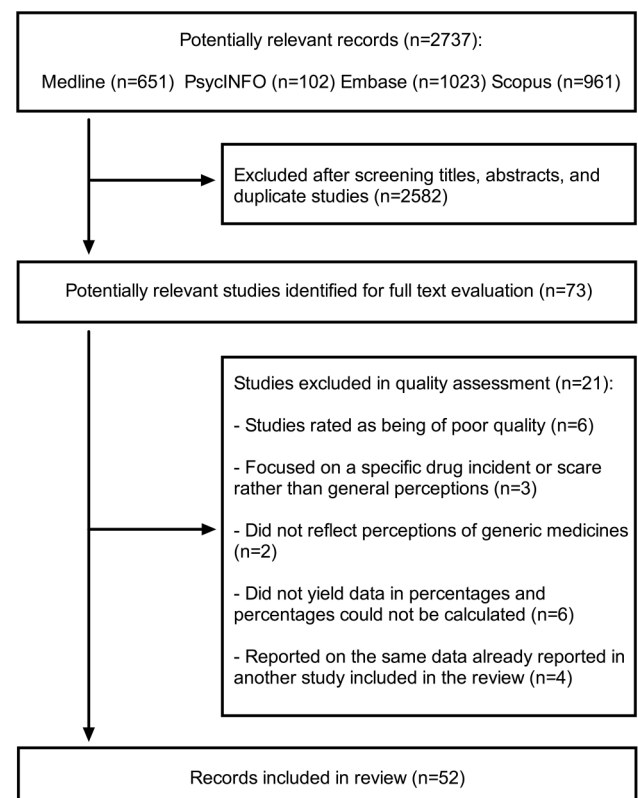 Potentially relevant records (n=2737):
Medline (n=651) PsycINFO (n=102) Embase (n=1023) Scopus (n=961)
Excluded after screening titles, abstracts, and
duplicate studies (n=2582)
Potentially relevant studies identified for full text evaluation (n=73)
Studies excluded in quality assessment (n=21):
- Studies rated as being of poor quality (n=6)
- Focused on a specific drug incident or scare
rather than general perceptions (n=3)
- Did not reflect perceptions of generic medicines
(n=2)
- Did not yield data in percentages and
percentages could not be calculated (n=6)
- Reported on the same data already reported in
another study included in the review (n=4)
Records included in review (n=52)